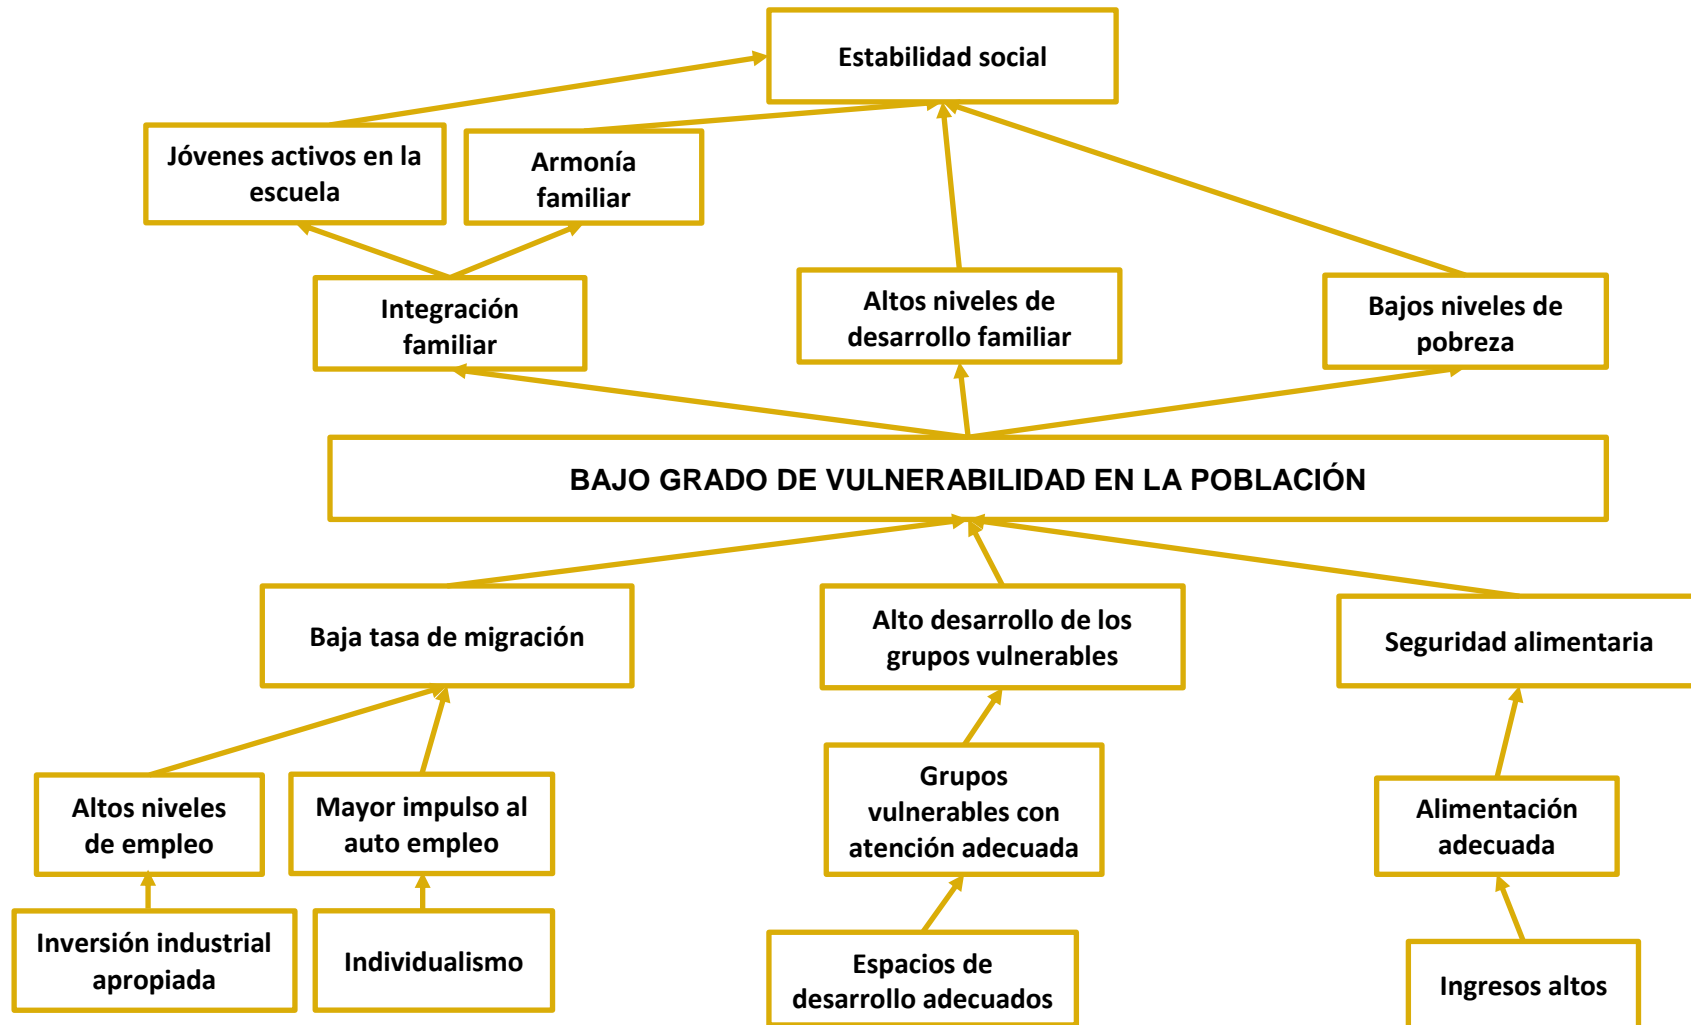 Estabilidad social
Jóvenes activos en la
escuela
Armonía
familiar
Integración
familiar
Altos niveles de
desarrollo familiar
Bajos niveles de
pobreza
BAJO GRADO DE VULNERABILIDAD EN LA POBLACIÓN
Baja tasa de migración
Alto desarrollo de los
grupos vulnerables
Seguridad alimentaria
Altos niveles
de empleo
Mayor impulso al
auto empleo
Grupos
vulnerables con
atención adecuada
Alimentación
adecuada
Inversión industrial
apropiada
Individualismo
Espacios de
desarrollo adecuados
Ingresos altos